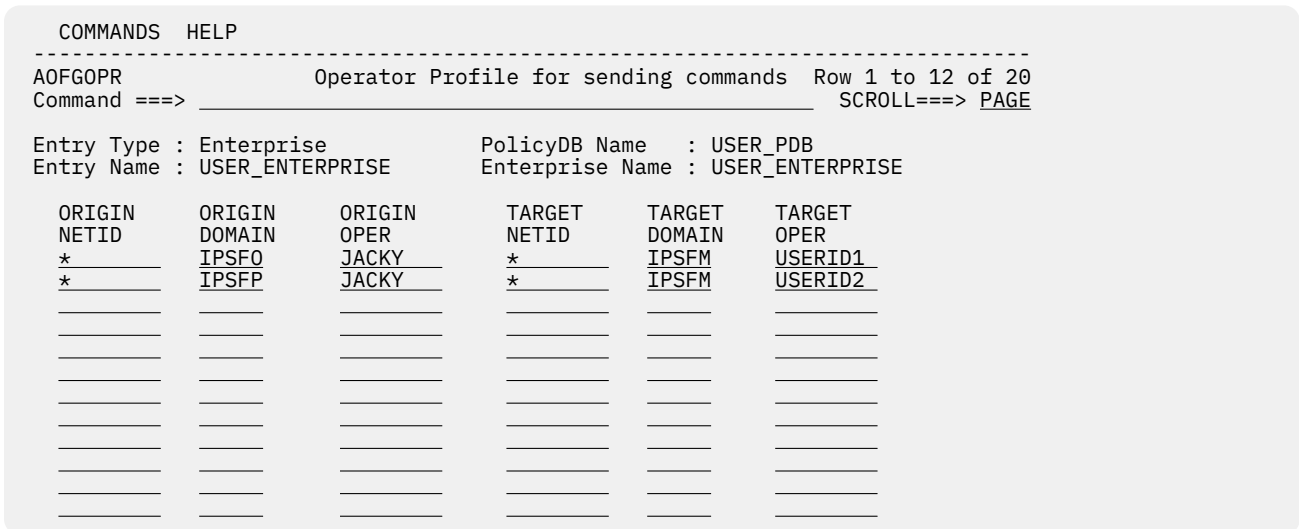 COMMANDS HELP
--------------------------------------------------------------------------------
AOFGOPR Operator Profile for sending commands Row 1 to 12 of 20
Command ===> ________________________________________________ SCROLL===> PAGE
Entry Type : Enterprise PolicyDB Name : USER_PDB
Entry Name : USER_ENTERPRISE Enterprise Name : USER_ENTERPRISE
ORIGIN ORIGIN ORIGIN TARGET TARGET TARGET
NETID DOMAIN OPER NETID DOMAIN OPER
* IPSFO JACKY * IPSFM USERID1
* IPSFP JACKY * IPSFM USERID2